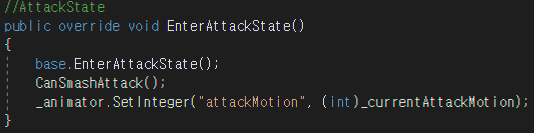 //AttackState
public override void EnterAttackState()
{
base.EnterAttackState();
CanSmashAttack();
_animator.SetInteger("attackMotion", (int)_currentAttackMotion);
}